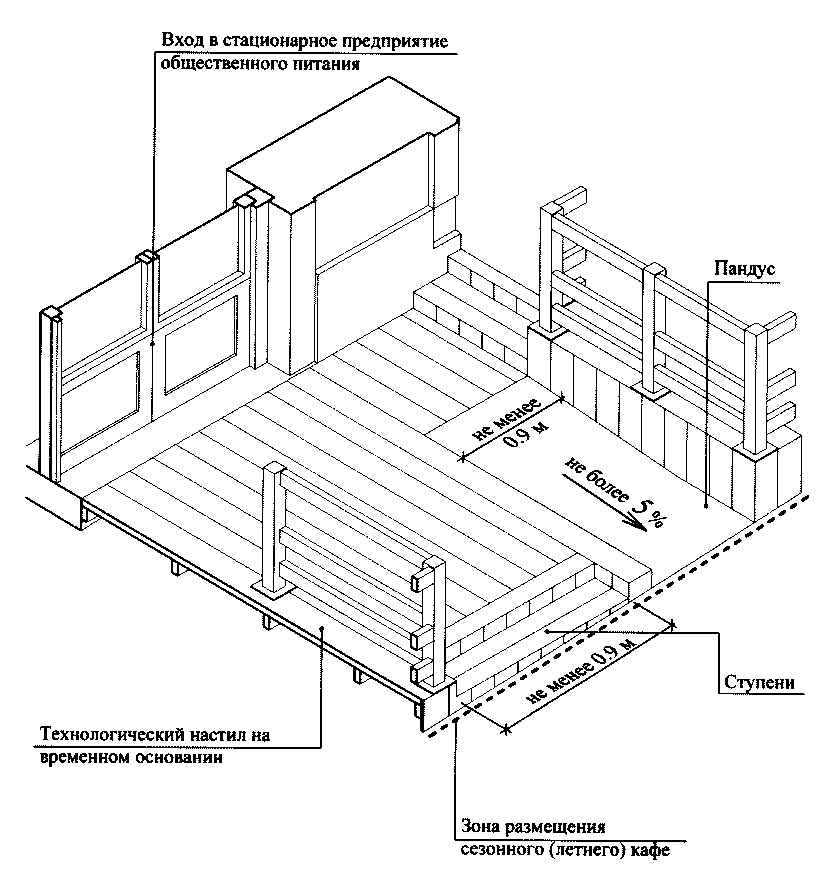 Вход в стационарное предприятие
общественного питания
Пандус
не менее
0.9 м
не более 5 %
не менее 0.9 м
Ступени
Технологический настил на
временном основании
Зона размещения
сезонного (летнего) кафе